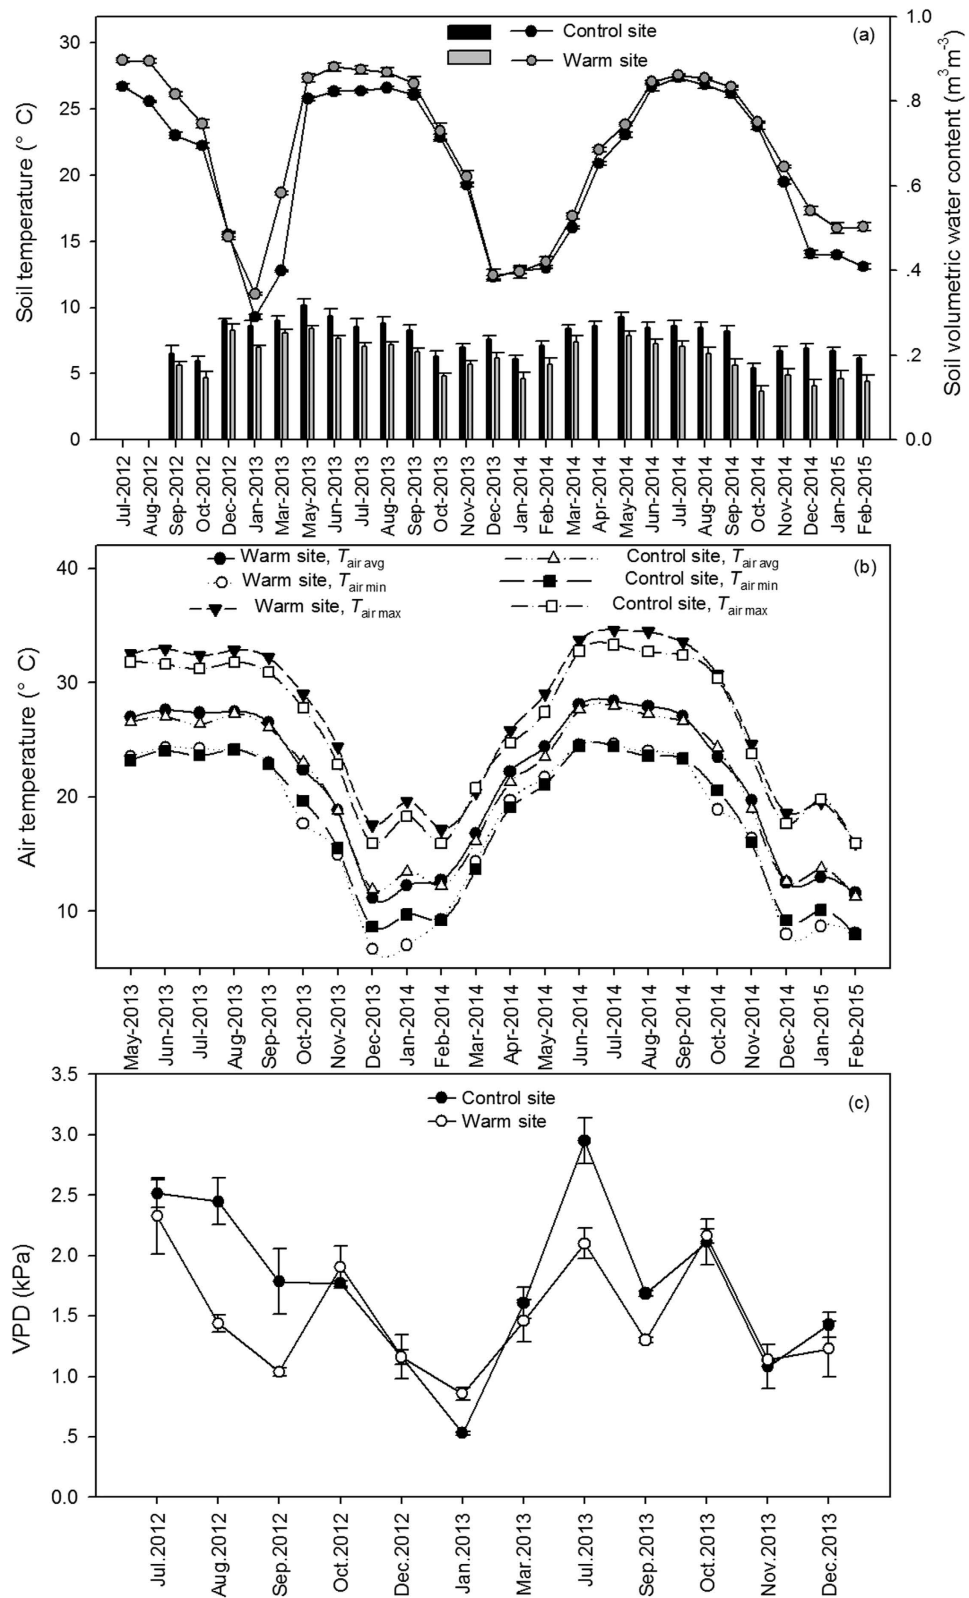 (a)
Control site
Warm site
Soil temperature (° C)
30
25
20
15
10
5
0
Soil volumetric water content (m³m⁻³)
1.0
.8
.6
.4
.2
0.0
Jul-2012
Aug-2012
Sep-2012
Oct-2012
Dec-2012
Jan-2013
Mar-2013
May-2013
Jun-2013
Jul-2013
Aug-2013
Sep-2013
Oct-2013
Nov-2013
Dec-2013
Jan-2014
Feb-2014
Mar-2014
Apr-2014
May-2014
Jun-2014
Jul-2014
Aug-2014
Sep-2014
Oct-2014
Nov-2014
Dec-2014
Jan-2015
Feb-2015
(b)
Warm site, T air avg
Control site, T air avg
Warm site, T air min
Control site, T air min
Warm site, T air max
Control site, T air max
Air temperature (° C)
40
30
20
10
May-2013
Jun-2013
Jul-2013
Aug-2013
Sep-2013
Oct-2013
Nov-2013
Dec-2013
Jan-2014
Feb-2014
Mar-2014
Apr-2014
May-2014
Jun-2014
Jul-2014
Aug-2014
Sep-2014
Oct-2014
Nov-2014
Dec-2014
Jan-2015
Feb-2015
(c)
Control site
Warm site
VPD (kPa)
3.5
3.0
2.5
2.0
1.5
1.0
.5
0.0
Jul.2012
Aug.2012
Sep.2012
Oct.2012
Dec.2012
Jan.2013
Mar.2013
Jul.2013
Sep.2013
Oct.2013
Nov.2013
Dec.2013